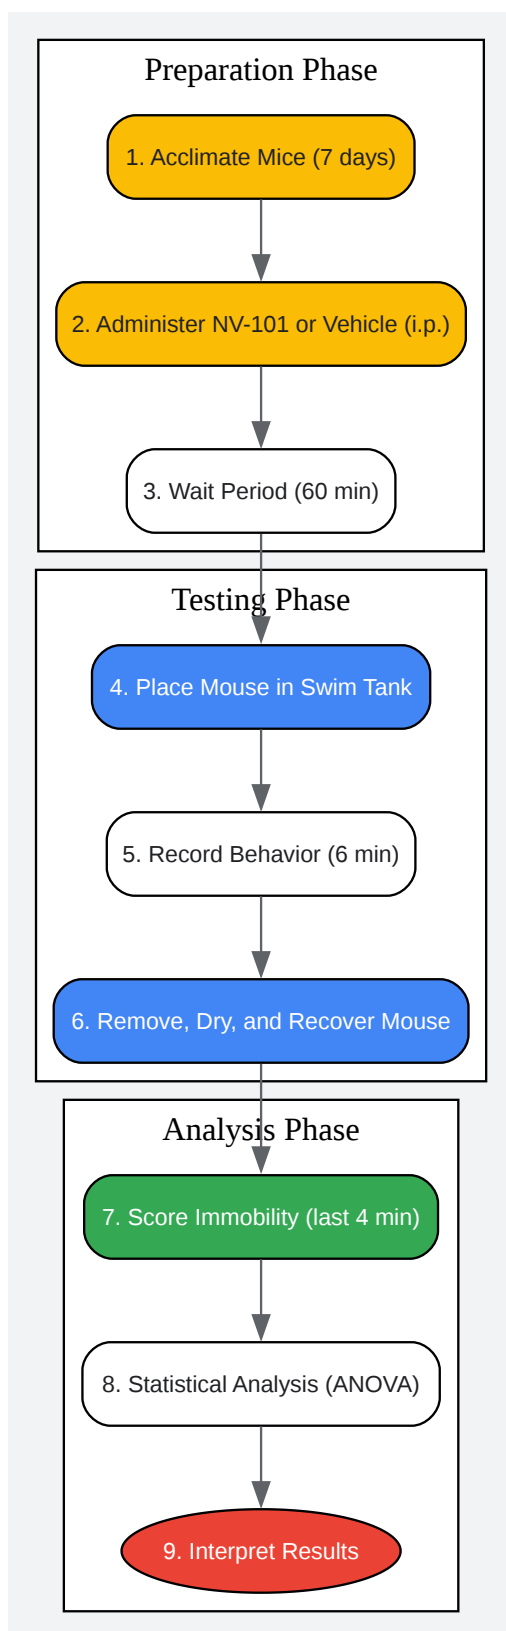 Preparation Phase
1. Acclimate Mice (7 days)
2. Administer NV-101 or Vehicle (i.p.)
3. Wait Period (60 min)
Testing Phase
4. Place Mouse in Swim Tank
5. Record Behavior (6 min)
6. Remove, Dry, and Recover Mouse
Analysis Phase
7. Score Immobility (last 4 min)
8. Statistical Analysis (ANOVA)
9. Interpret Results